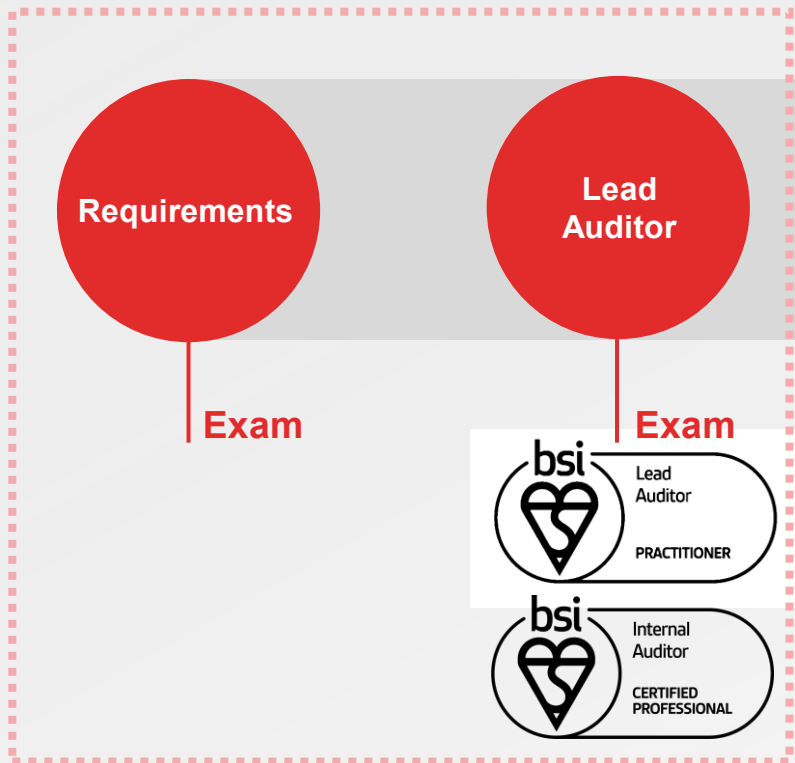 Requirements
Lead
Auditor
Exam
Exam
bsi
Lead
Auditor
PRACTITIONER
bsi
Internal
Auditor
CERTIFIED
PROFESSIONAL